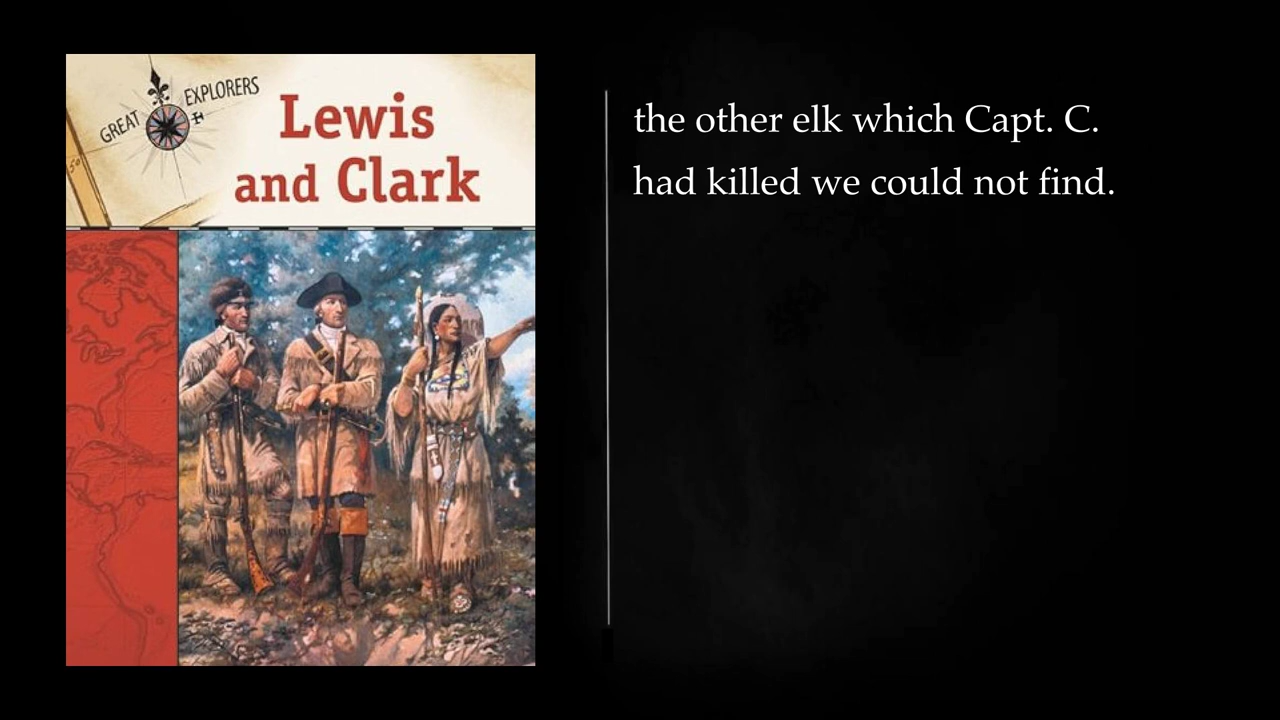 GREAT EXPLORERS
Lewis
and Clark
the other elk which Capt. C.
had killed we could not find.